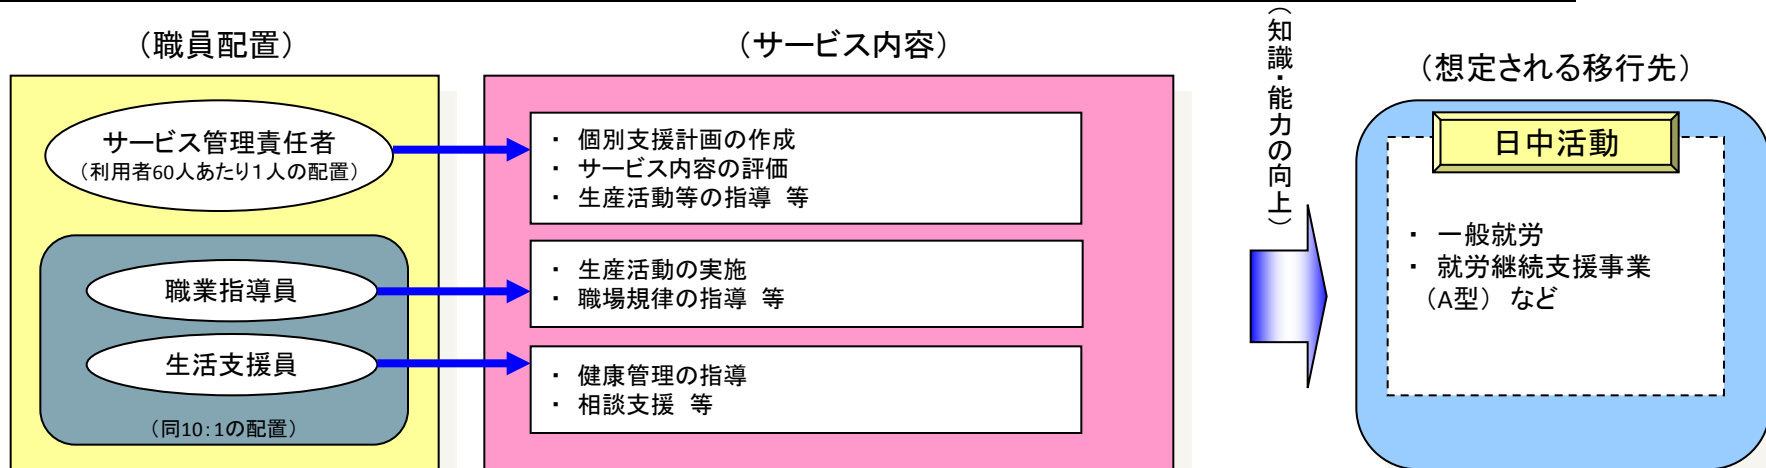 （職員配置）
サービス管理責任者
（利用者60人あたり１人の配置）
職業指導員
生活支援員
（同10：1の配置）
（サービス内容）
・ 個別支援計画の作成
・ サービス内容の評価
・ 生産活動等の指導 等
・ 生産活動の実施
・ 職場規律の指導 等
・ 健康管理の指導
・ 相談支援 等
（知識・能力の向上）
（想定される移行先）
日中活動
・ 一般就労
・ 就労継続支援事業
（A型） など